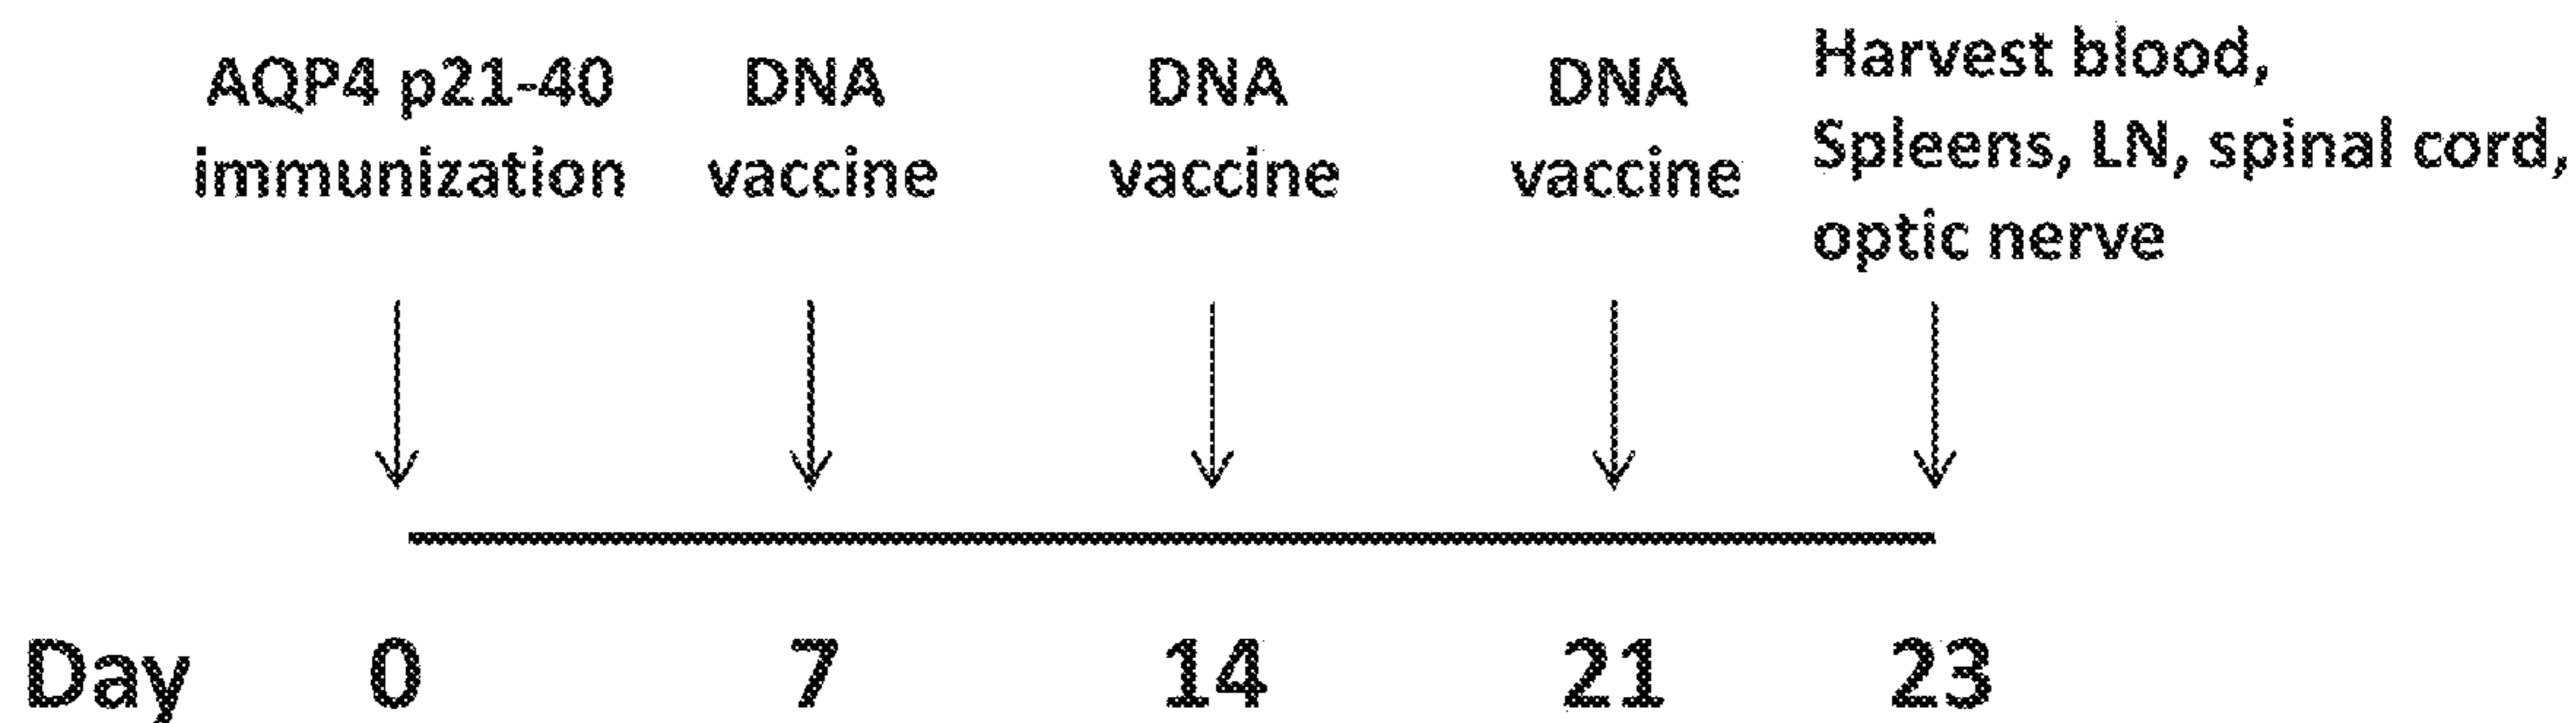 AQP4 p21-40
immunization
DNA
vaccine
DNA
vaccine
DNA
vaccine
Harvest blood,
Spleens, LN, spinal cord,
optic nerve
Day 0 7 14 21 23